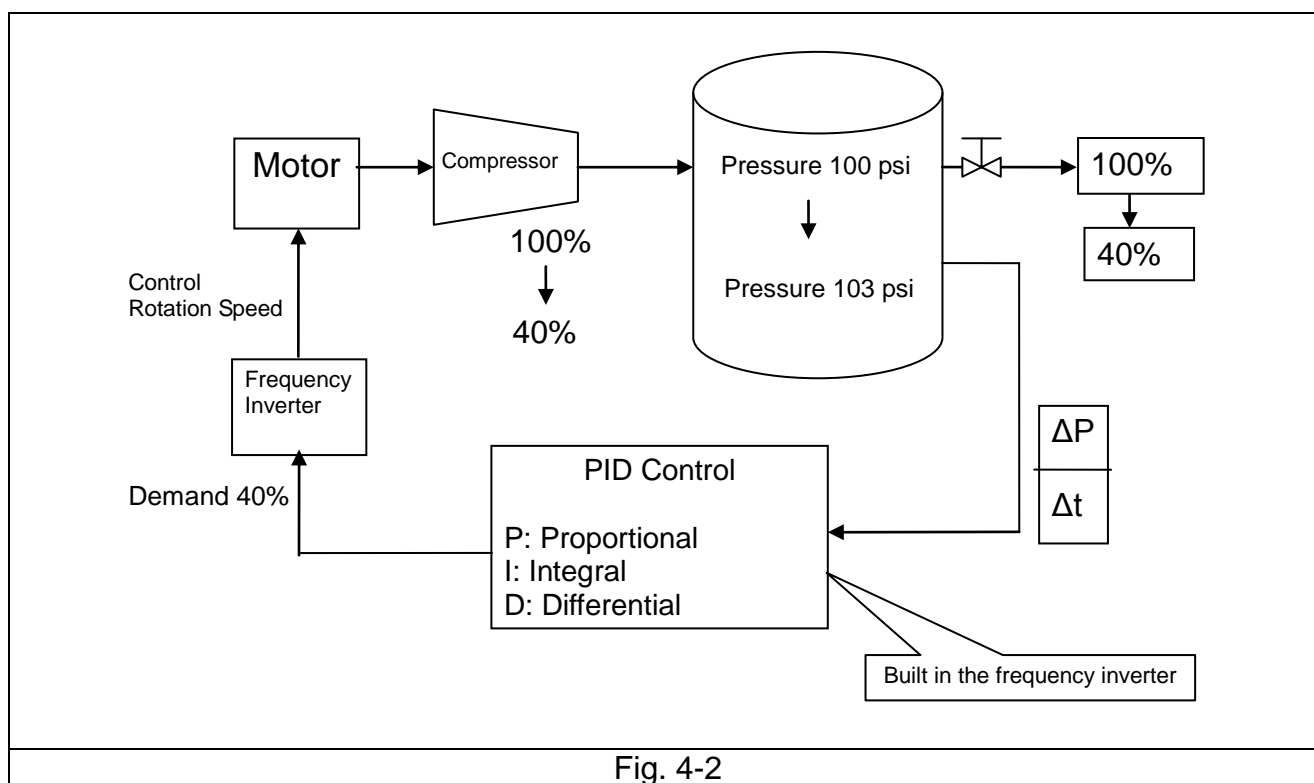 Motor
Compressor
100%
40%
Pressure 100 psi
Pressure 103 psi
100%
40%
Control
Rotation Speed
Frequency
Inverter
Demand 40%
PID Control
P: Proportional
I: Integral
D: Differential
ΔP
Δt
Built in the frequency inverter
Fig. 4-2